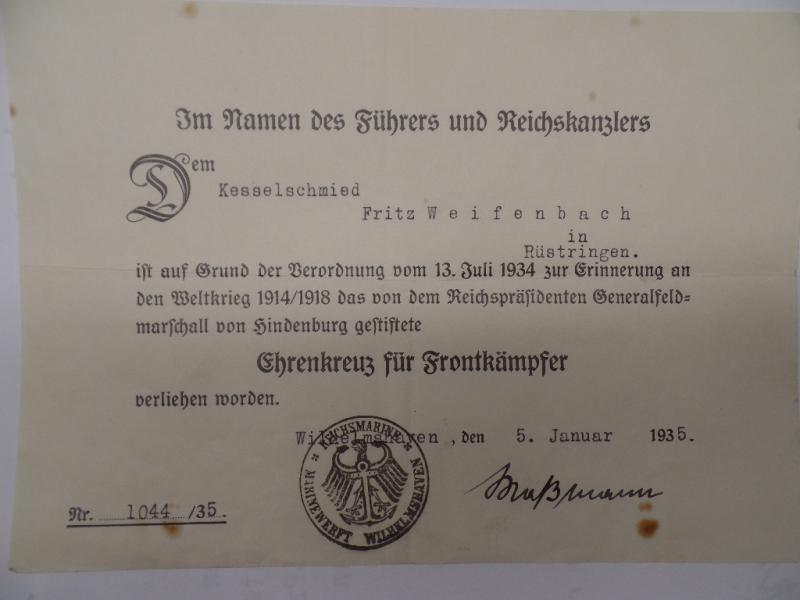 Im Namen des Führers und Reichskanzlers
Dem
Kesselschmied
Fritz Weifenbach
in
Rüstringen.
ist auf Grund der Verordnung vom 13. Juli 1934 zur Erinnerung an
den Weltkrieg 1914/1918 das von dem Reichspräsidenten Generalfeld=
marschall von Hindenburg gestiftete
Ehrenkreuz für Frontkämpfer
verliehen worden.
Wilhelmshaven, den 5. Januar 1935.
REICHSMARINE
MARINEWERFT WILHELMSHAVEN
Nr. 1044/35.